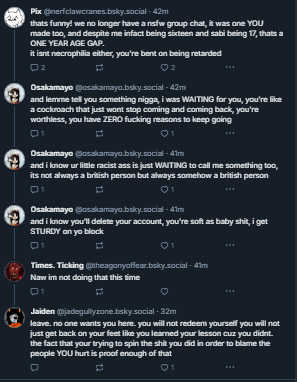 Pix @nerfclawcranes.bsky.social · 42m
thats funny! we no longer have a nsfw group chat, it was one YOU
made too, and despite me infact being sixteen and sabi being 17, thats a
ONE YEAR AGE GAP.
it isnt necrophilia either, you're bent on being retarded
2 2
Osakamayo @osakamayo.bsky.social · 42m
and lemme tell you something nigga, i was WAITING for you, you're like
a cockroach that just wont stop coming and coming back, you're
worthless, you have ZERO fucking reasons to keep going
1 1
Osakamayo @osakamayo.bsky.social · 41m
and i know ur little racist ass is just WAITING to call me something too,
its not always a british person but always somehow a british person
1 1
Osakamayo @osakamayo.bsky.social · 41m
and i know you'll delete your account, you're soft as baby shit, i get
STURDY on yo block
1 1
Times. Ticking @theagonyoffear.bsky.social · 41m
Naw im not doing that this time
1
Jaiden @jadegullyzone.bsky.social · 32m
leave. no one wants you here. you will not redeem yourself you will not
just get back on your feet like you learned your lesson cuz you didnt.
the fact that your trying to spin the shit you did in order to blame the
people YOU hurt is proof enough of that
1